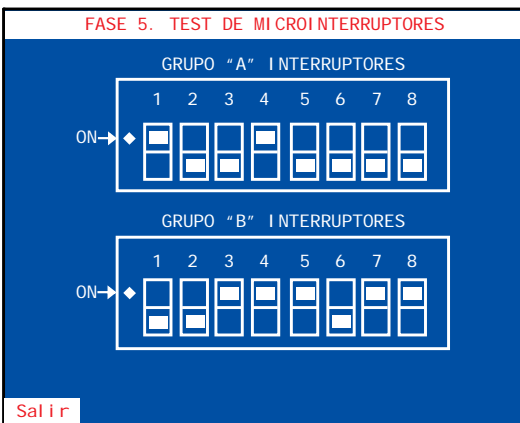 FASE 5. TEST DE MICROINTERRUPTORES
GRUPO “A” INTERRUPTORES
1 2 3 4 5 6 7 8
ON
GRUPO “B” INTERRUPTORES
1 2 3 4 5 6 7 8
ON
Salir